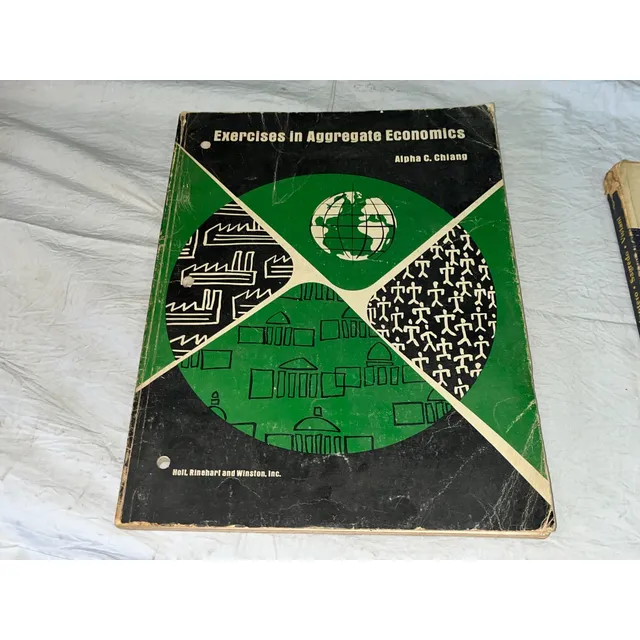 Exercises in Aggregate Economics
Alpha C. Chiang
Holt, Rinehart and Winston, Inc.